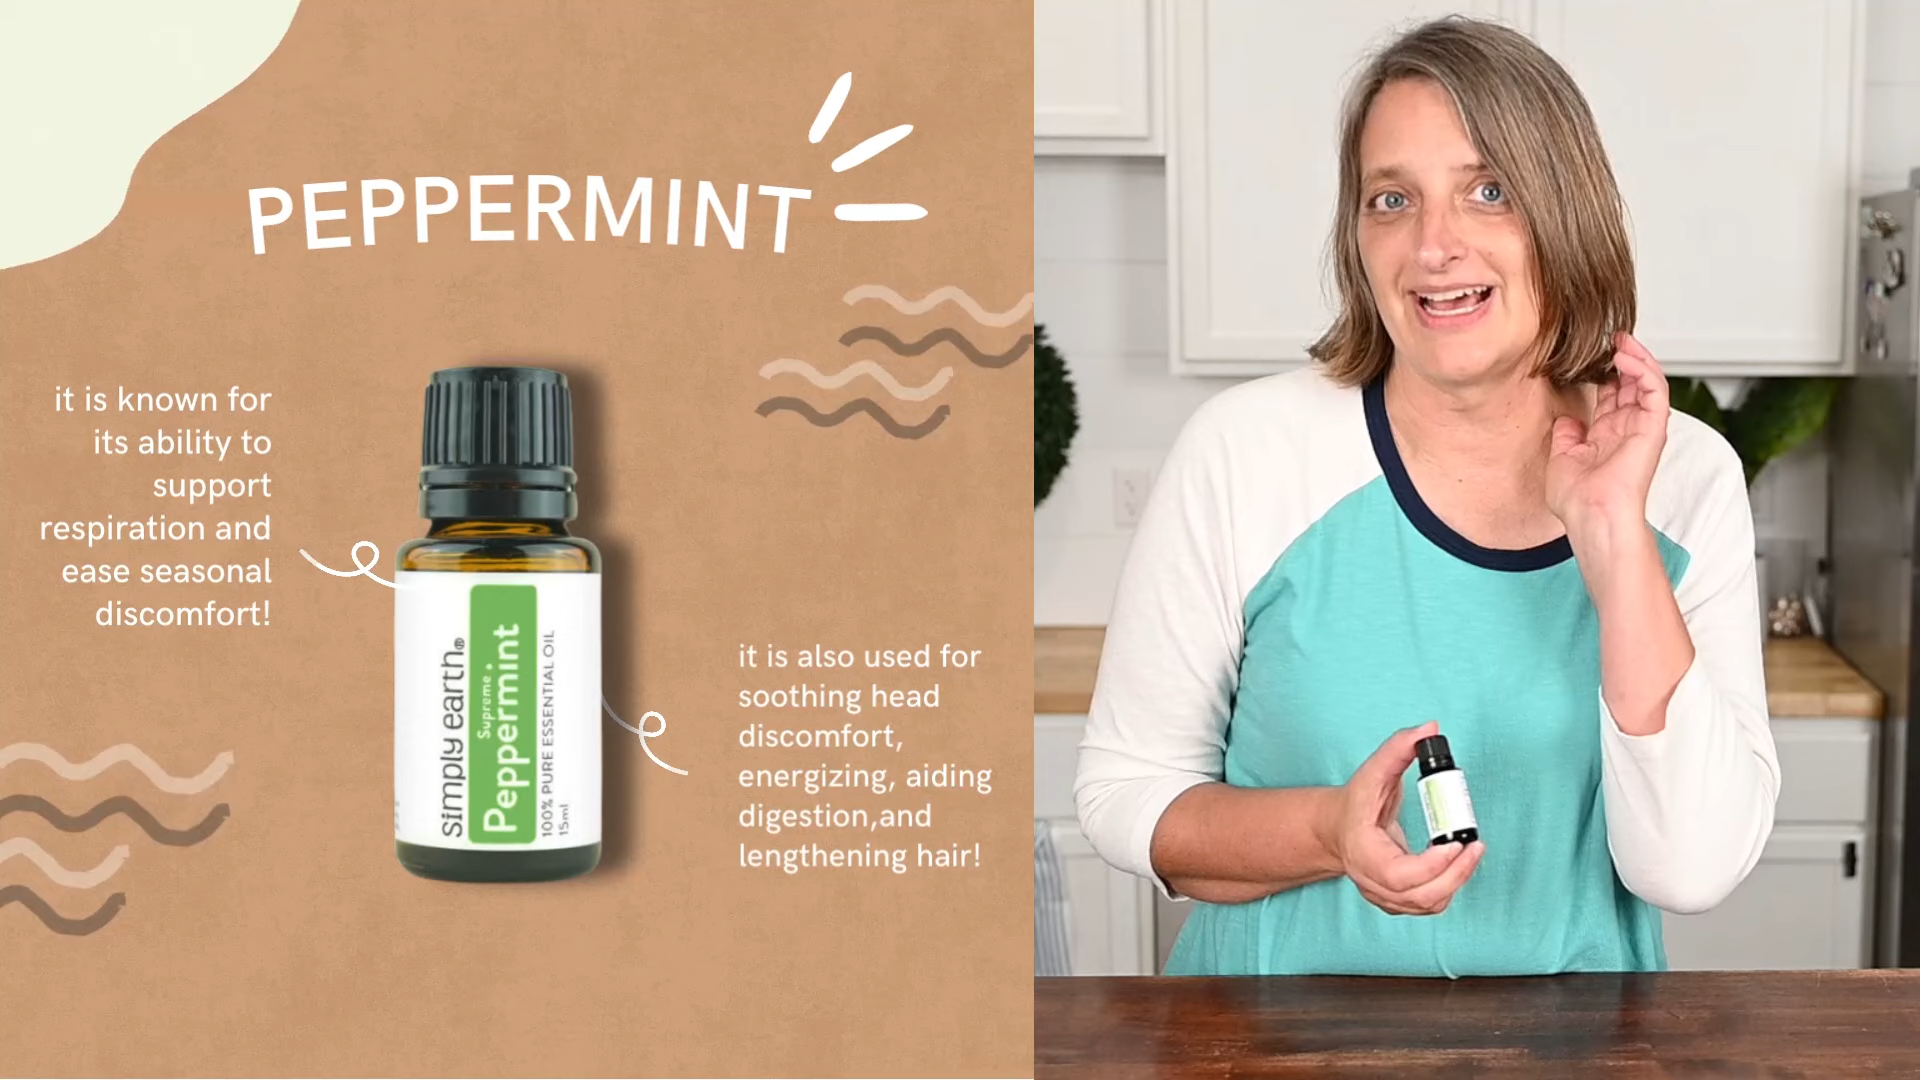 PEPPERMINT
it is known for
its ability to
support
respiration and
ease seasonal
discomfort!
Simply earth®
Supreme
Peppermint
100% PURE ESSENTIAL OIL
15ml
it is also used for
soothing head
discomfort,
energizing, aiding
digestion,and
lengthening hair!